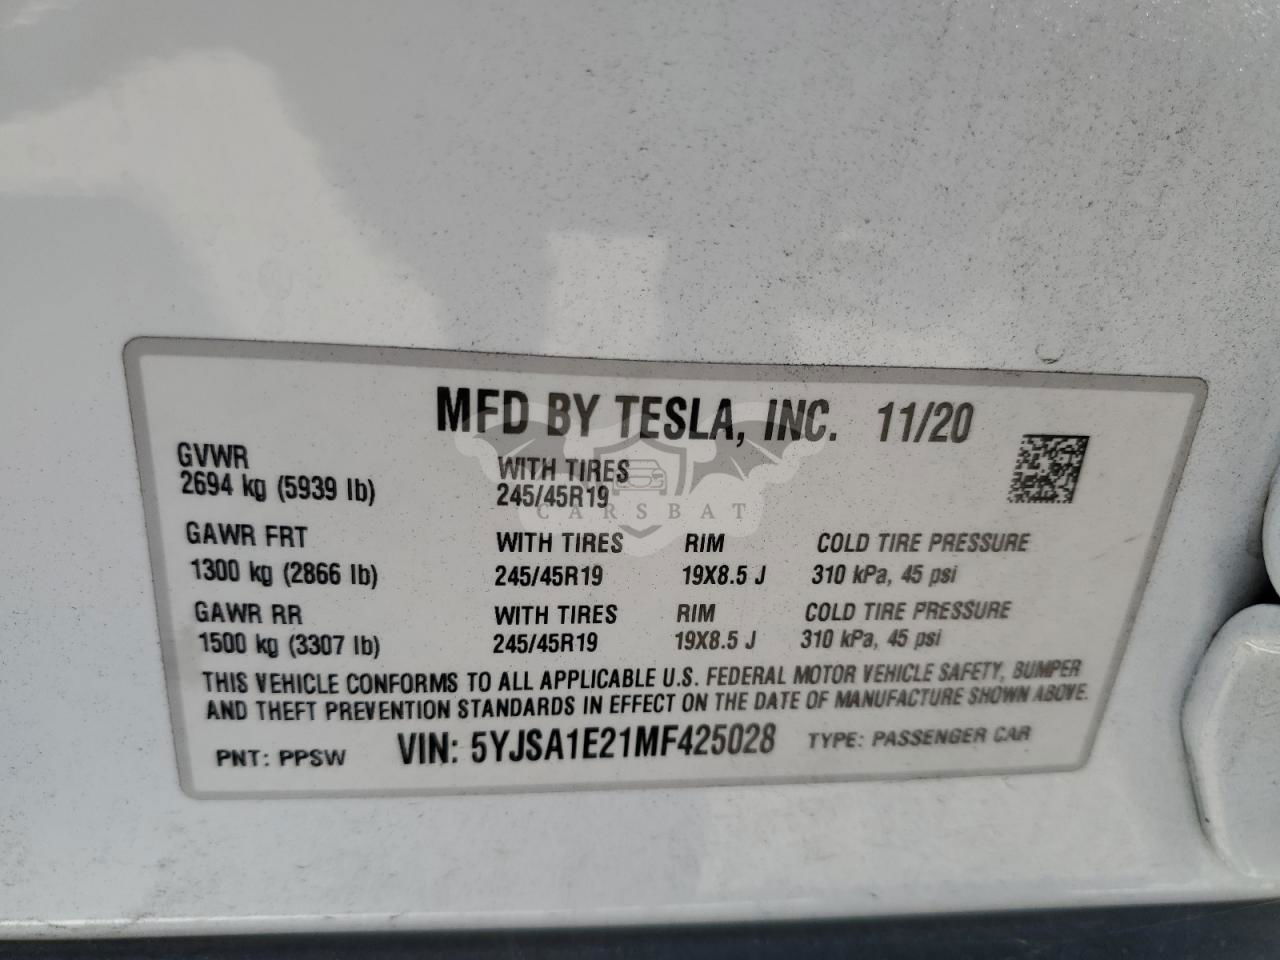 MFD BY TESLA, INC. 11/20
GVWR WITH TIRES
2694 kg (5939 lb) 245/45R19
CARSBAT
GAWR FRT WITH TIRES RIM COLD TIRE PRESSURE
1300 kg (2866 lb) 245/45R19 19X8.5 J 310 kPa, 45 psi
GAWR RR WITH TIRES RIM COLD TIRE PRESSURE
1500 kg (3307 lb) 245/45R19 19X8.5 J 310 kPa, 45 psi
THIS VEHICLE CONFORMS TO ALL APPLICABLE U.S. FEDERAL MOTOR VEHICLE SAFETY, BUMPER
AND THEFT PREVENTION STANDARDS IN EFFECT ON THE DATE OF MANUFACTURE SHOWN ABOVE.
PNT: PPSW VIN: 5YJSA1E21MF425028 TYPE: PASSENGER CAR